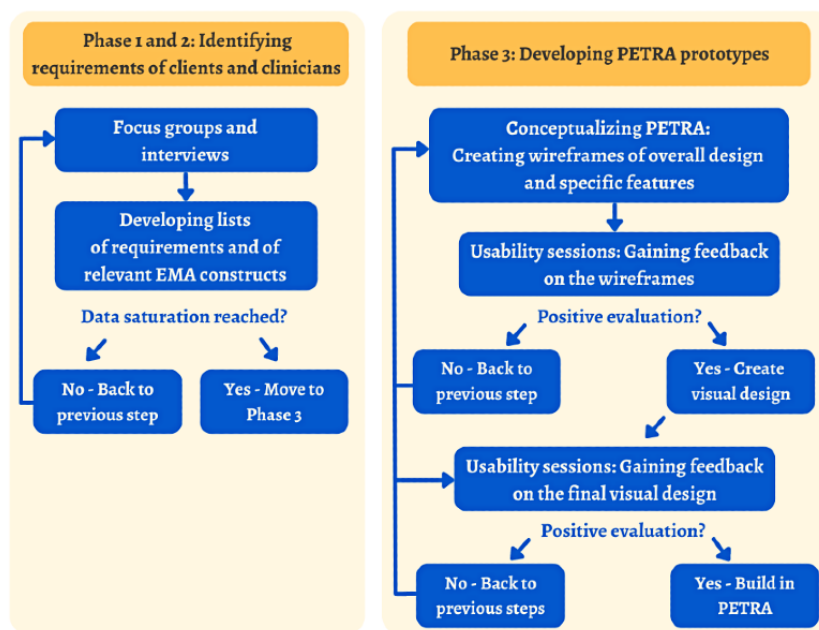 Phase 1 and 2: Identifying
requirements of clients and clinicians
Focus groups and
interviews
Developing lists
of requirements and of
relevant EMA constructs
Data saturation reached?
No - Back to
previous step
Yes - Move to
Phase 3
Phase 3: Developing PETRA prototypes
Conceptualizing PETRA:
Creating wireframes of overall design
and specific features
Usability sessions: Gaining feedback
on the wireframes
Positive evaluation?
No - Back to
previous step
Yes - Create
visual design
Usability sessions: Gaining feedback
on the final visual design
Positive evaluation?
No - Back to
previous steps
Yes - Build in
PETRA